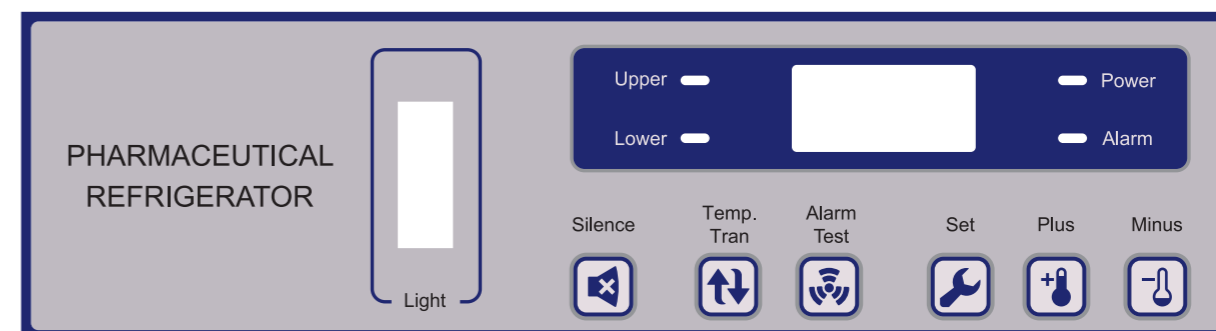 PHARMACEUTICAL
REFRIGERATOR
Light
Upper
Power
Lower
Alarm
Silence
Temp.
Tran
Alarm
Test
Set
Plus
Minus